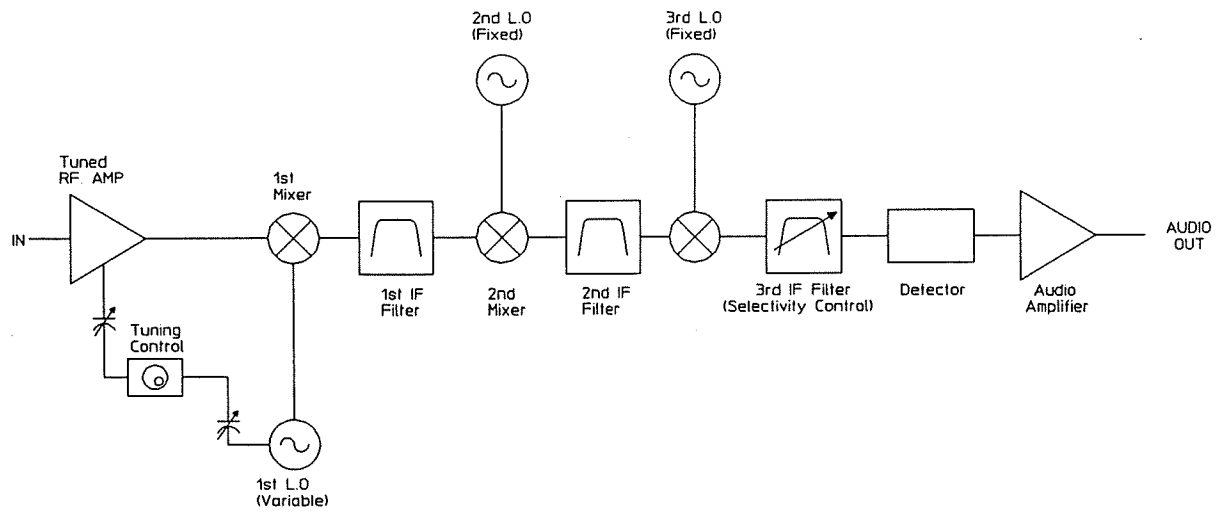 2nd L.O
(Fixed)
3rd L.O
(Fixed)
Tuned
RF. AMP
1st
Mixer
IN
AUDIO
OUT
1st IF
Filter
2nd
Mixer
2nd IF
Filter
3rd IF Filter
(Selectivity Control)
Detector
Audio
Amplifier
Tuning
Control
1st L.O
(Variable)